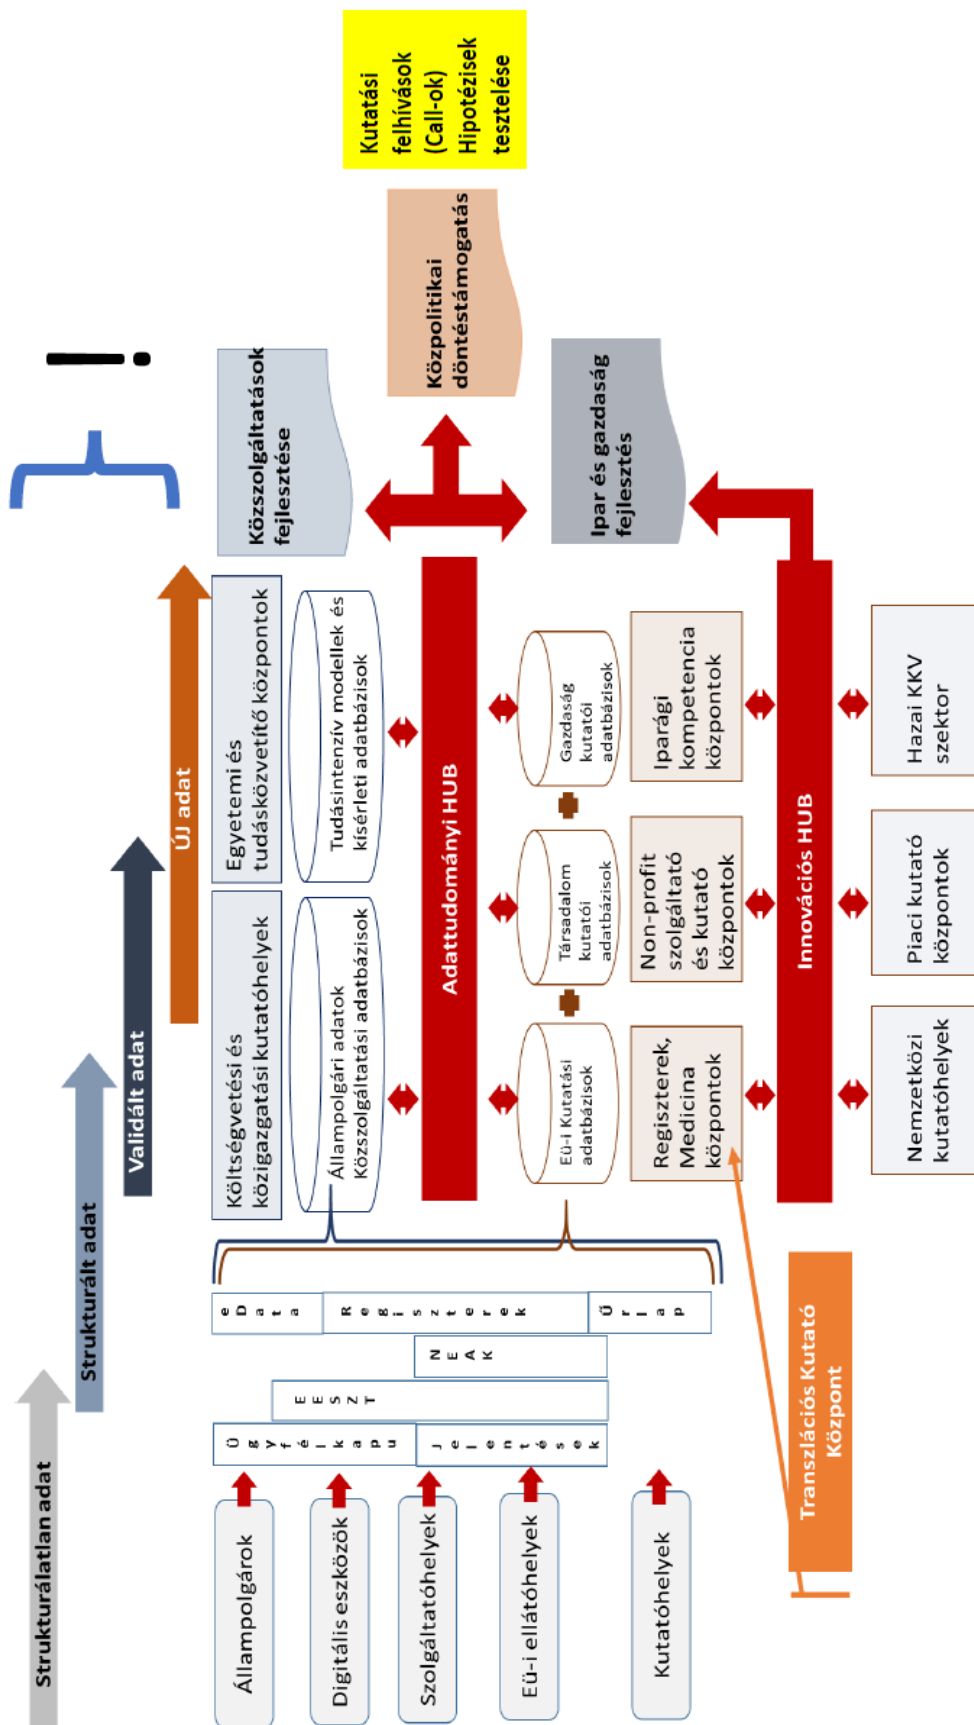 Strukturálatlan adat
Strukturált adat
Validált adat
ÚJ adat
!
Állampolgárok
Digitális eszközök
Szolgáltatóhelyek
Eü-i ellátóhelyek
Kutatóhelyek
Ügyfélkapu
Jelentések
EESZT
NEAK
eData
Regiszterek
Űrlap
Költségvetési és
közigazgatási kutatóhelyek
Egyetemi és
tudásközvetítő központok
Állampolgári adatok
Közszolgáltatási adatbázisok
Tudásintenzív modellek és
kísérleti adatbázisok
Adattudományi HUB
Eü-i Kutatási
adatbázisok
Társadalom
kutatói
adatbázisok
Gazdaság
kutatói
adatbázisok
Regiszterek,
Medicina
központok
Non-profit
szolgáltató
és kutató
központok
Iparági
kompetencia
központok
Transzlációs Kutató
Központ
Innovációs HUB
Nemzetközi
kutatóhelyek
Piaci kutató
központok
Hazai KKV
szektor
Közszolgáltatások
fejlesztése
Közpolitikai
döntéstámogatás
Ipar és gazdaság
fejlesztés
Kutatási
felhívások
(Call-ok)
Hipotézisek
tesztelése